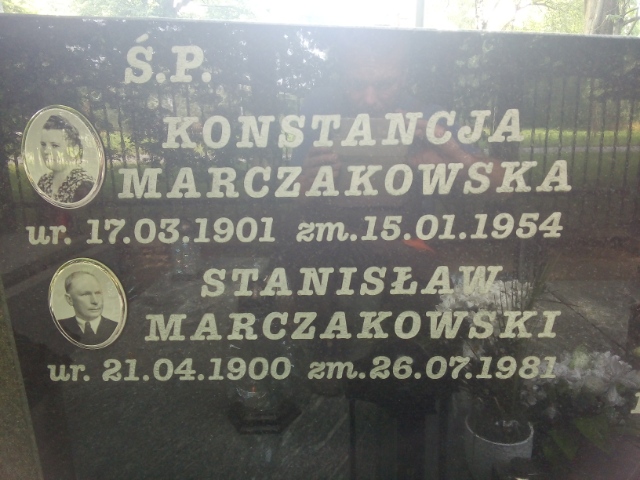 Ś.P.
KONSTANCJA
MARCZAKOWSKA
ur. 17.03.1901 zm.15.01.1954
STANISŁAW
MARCZAKOWSKI
ur. 21.04.1900 zm.26.07.1981